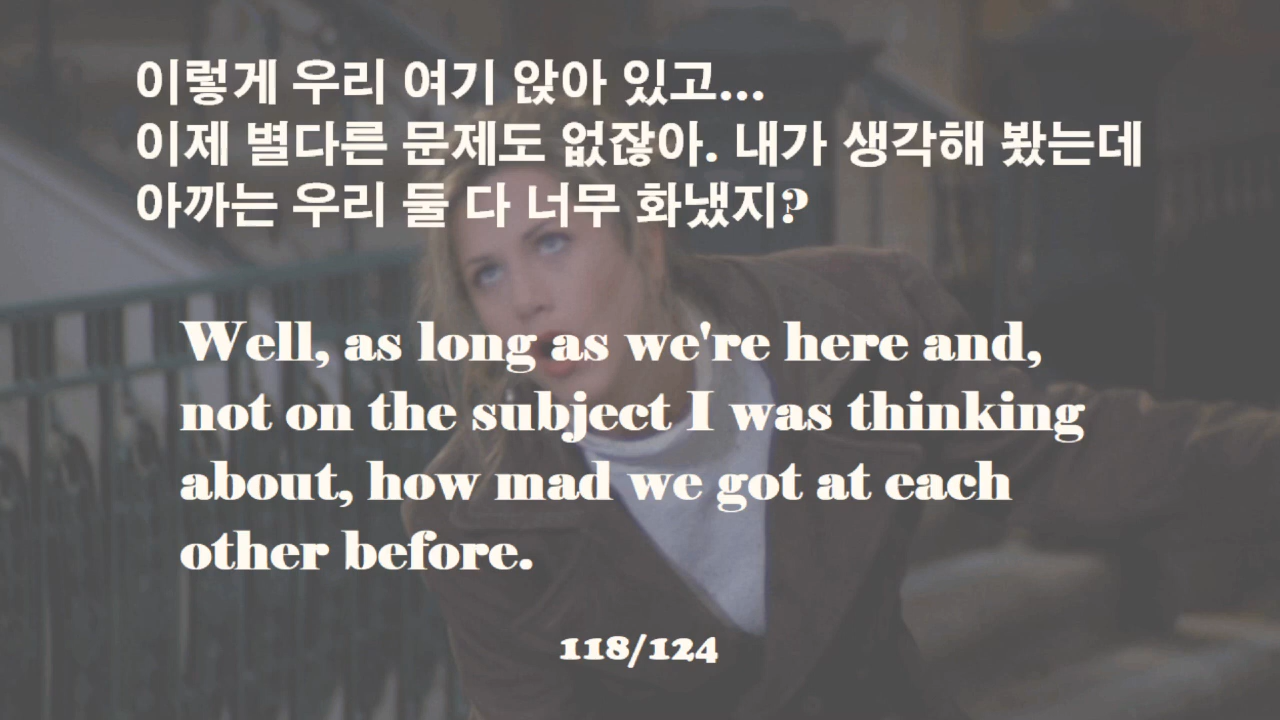 이렇게 우리 여기 앉아 있고...
이제 별다른 문제도 없잖아. 내가 생각해 봤는데
아까는 우리 둘 다 너무 화냈지?
Well, as long as we're here and,
not on the subject I was thinking
about, how mad we got at each
other before.
118/124